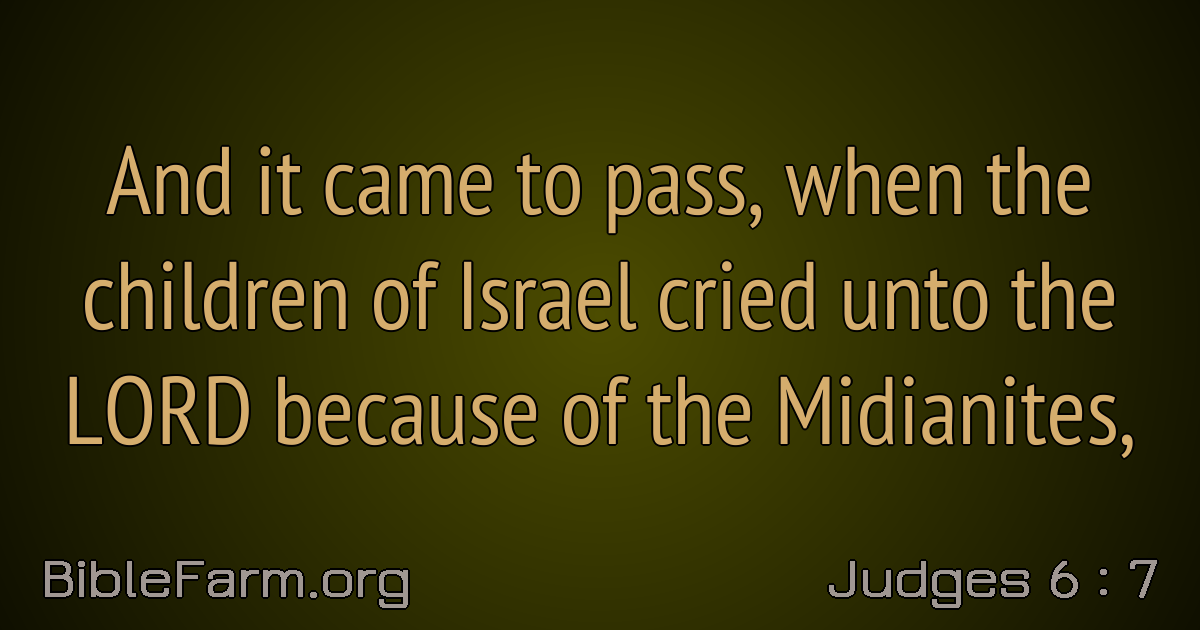 And it came to pass, when the
children of Israel cried unto the
LORD because of the Midianites,
BibleFarm.org
Judges 6 : 7